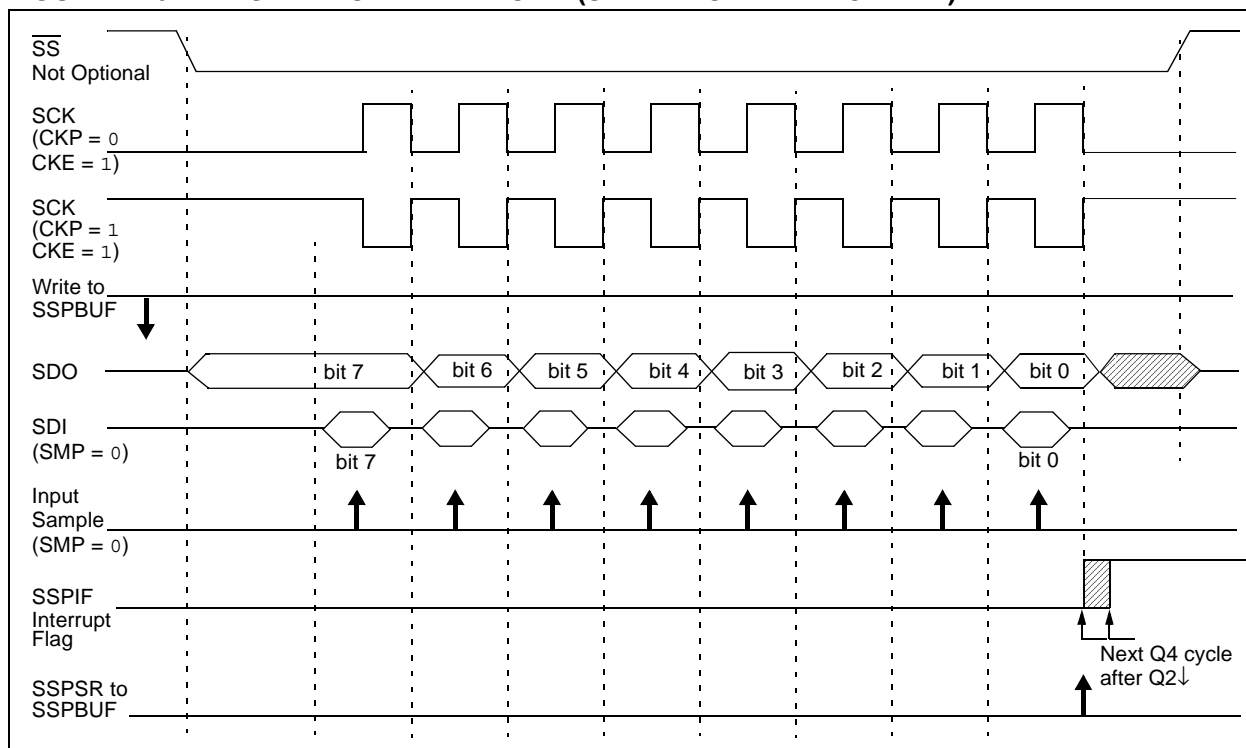 SS
Not Optional
SCK
(CKP = 0
CKE = 1)
SCK
(CKP = 1
CKE = 1)
Write to
SSPBUF
SDO
bit 7
bit 6
bit 5
bit 4
bit 3
bit 2
bit 1
bit 0
SDI
(SMP = 0)
bit 7
bit 0
Input
Sample
(SMP = 0)
SSPIF
Interrupt
Flag
Next Q4 cycle
after Q2↓
SSPSR to
SSPBUF